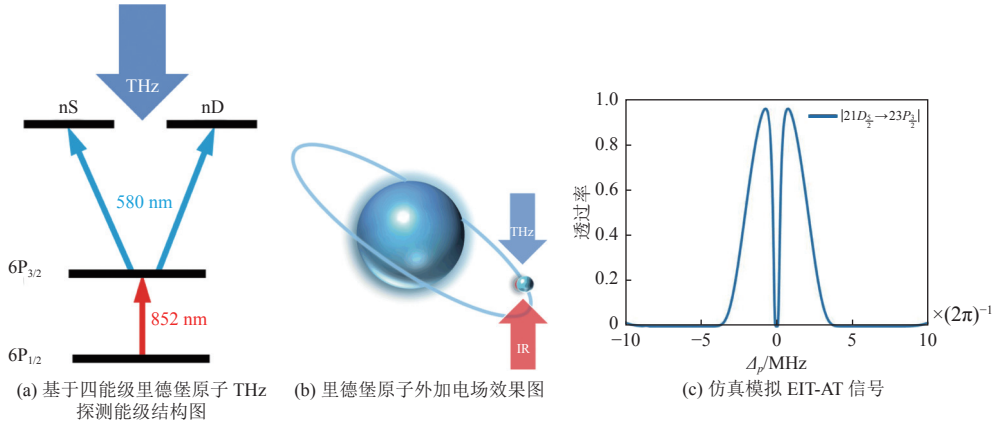 THz
nS
nD
580 nm
6P3/2
852 nm
6P1/2
(a) 基于四能级里德堡原子 THz
探测能级结构图
THz
IR
(b) 里德堡原子外加电场效果图
1.0
0.8
0.6
0.4
0.2
0
透过率
|21D5/2→23P3/2|
−10
−5
0
5
10
×(2π)−1
Δp/MHz
(c) 仿真模拟 EIT-AT 信号